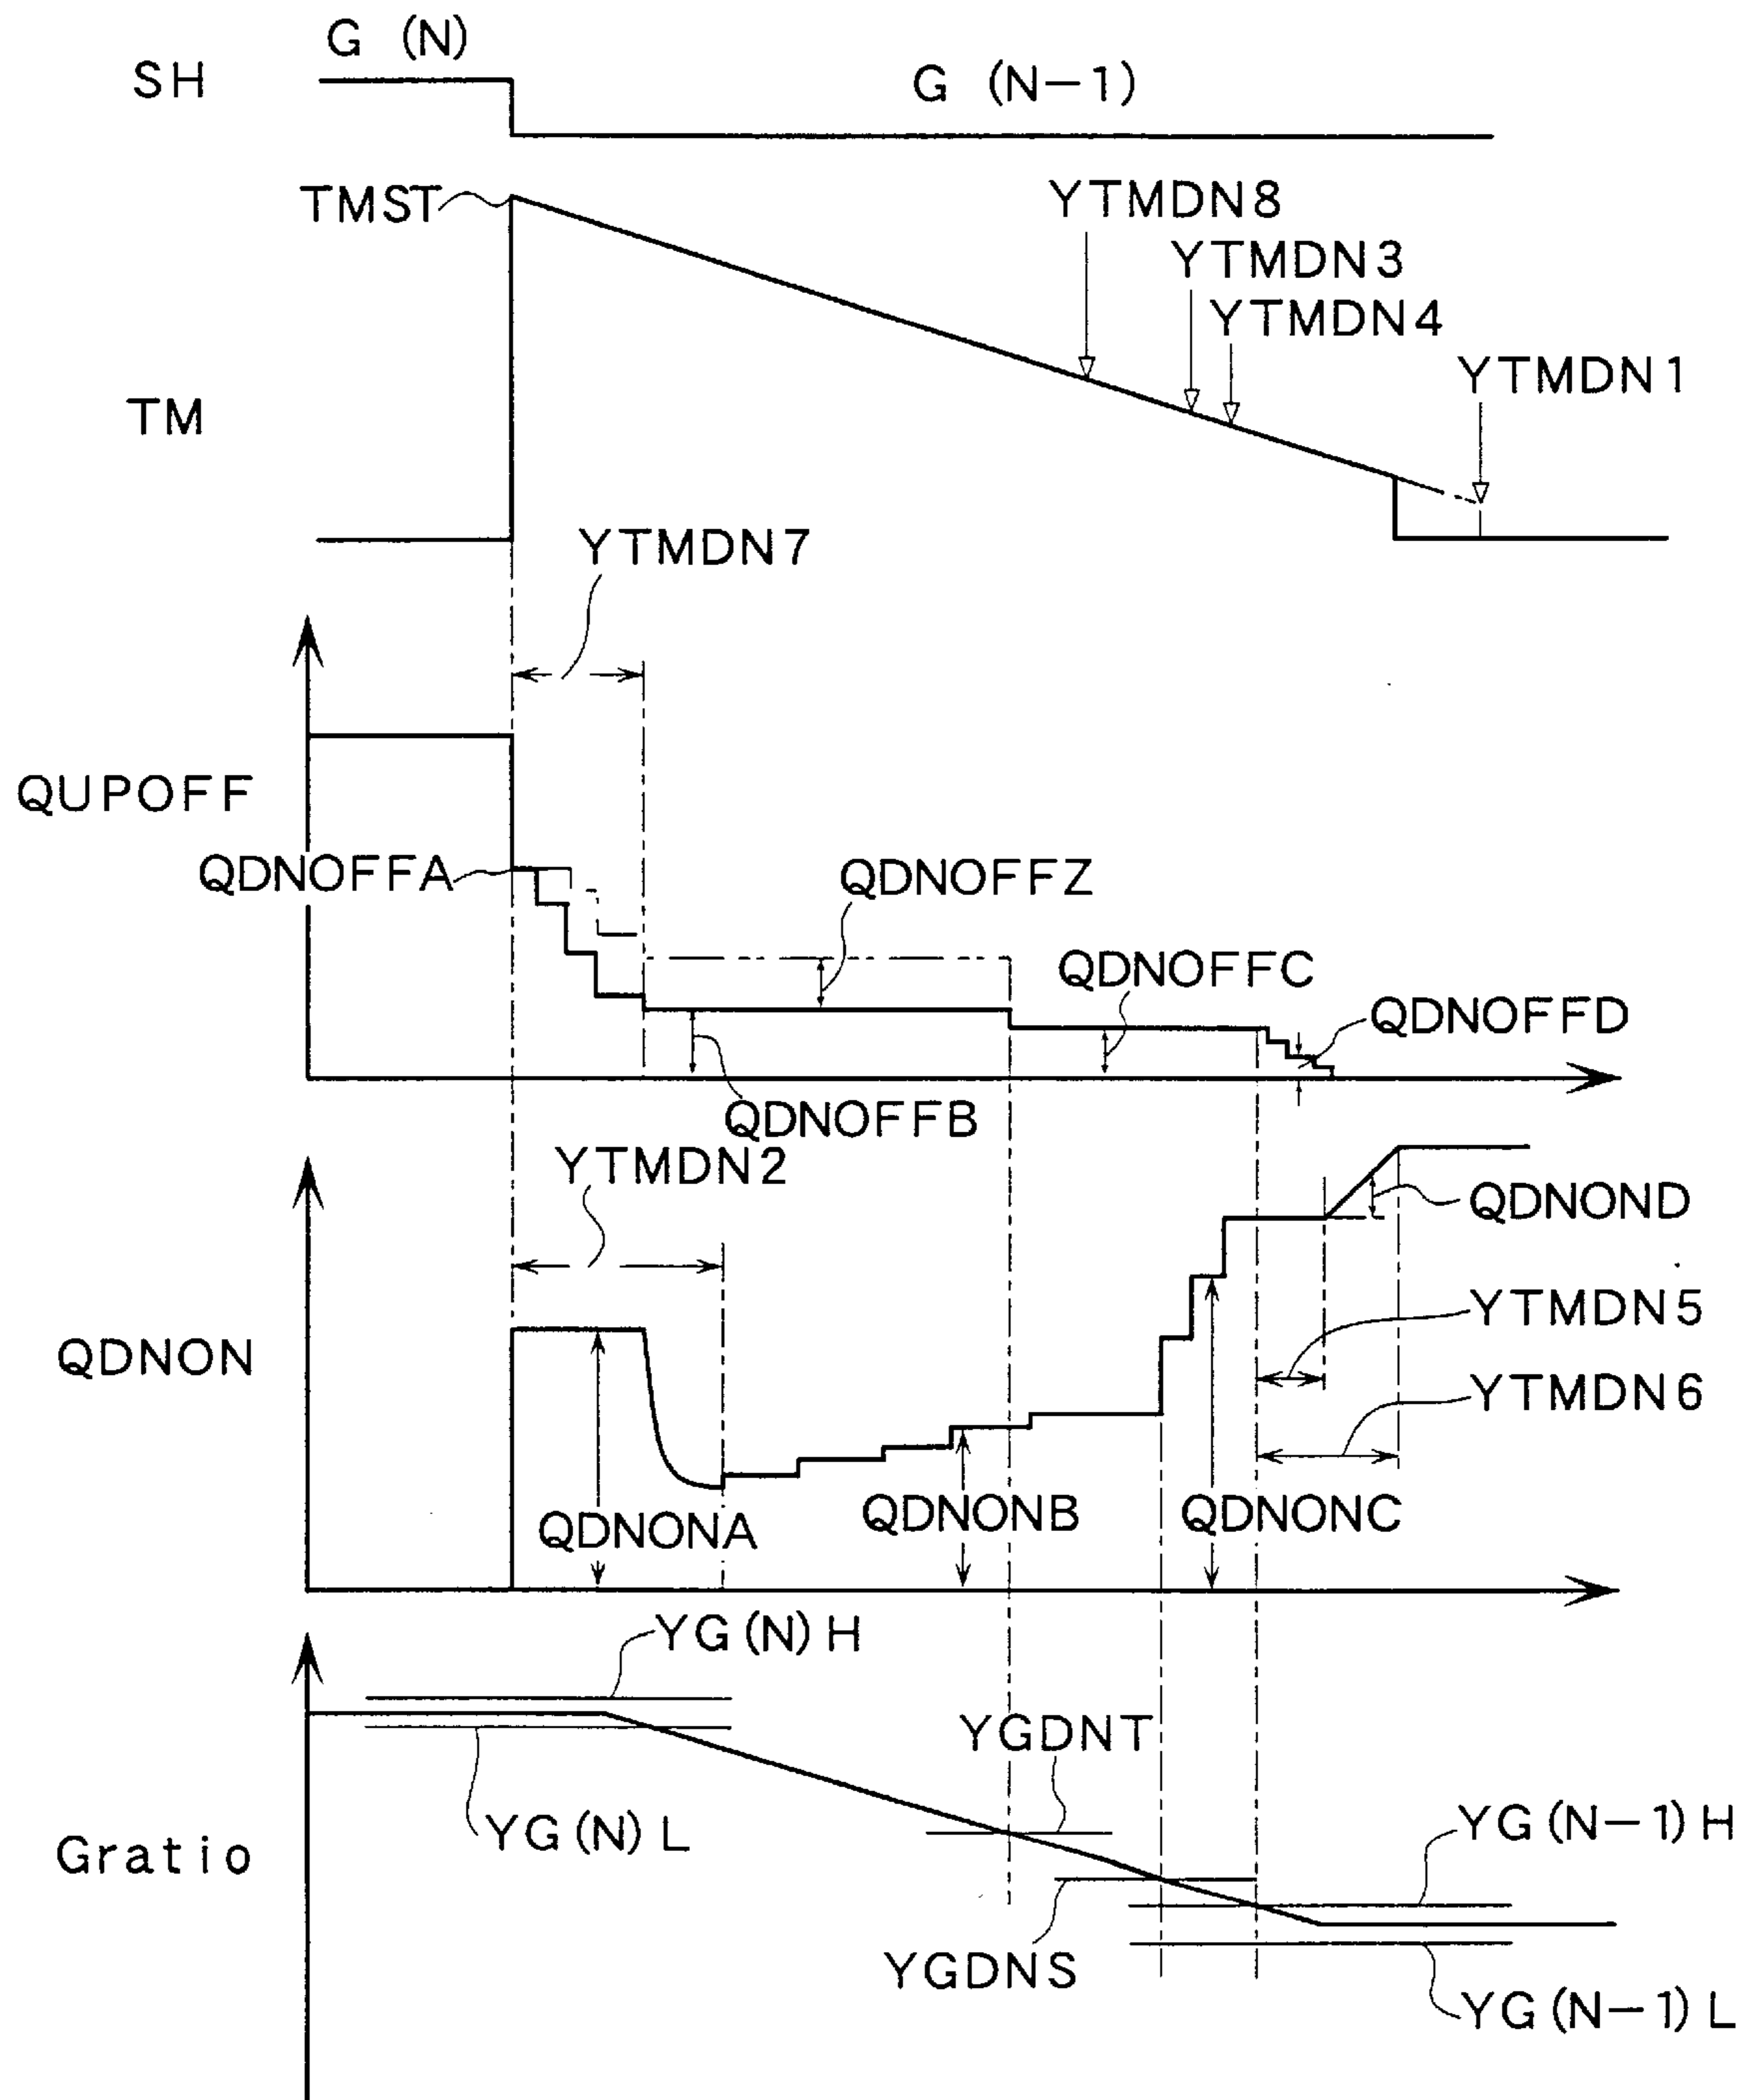 G (N)
SH
G (N-1)
TMST
YTMDN8
YTMDN3
YTMDN4
YTMDN1
TM
YTMDN7
QUPOFF
QDNOFFA
QDNOFFZ
QDNOFFC
QDNOFFD
QDNOFFB
YTMDN2
QDNOND
YTMDN5
QDNON
YTMDN6
QDNONB
QDNONC
QDNONA
YG(N)H
YGDNT
YG(N)L
YG(N-1)H
Gratio
YGDNS
YG(N-1)L